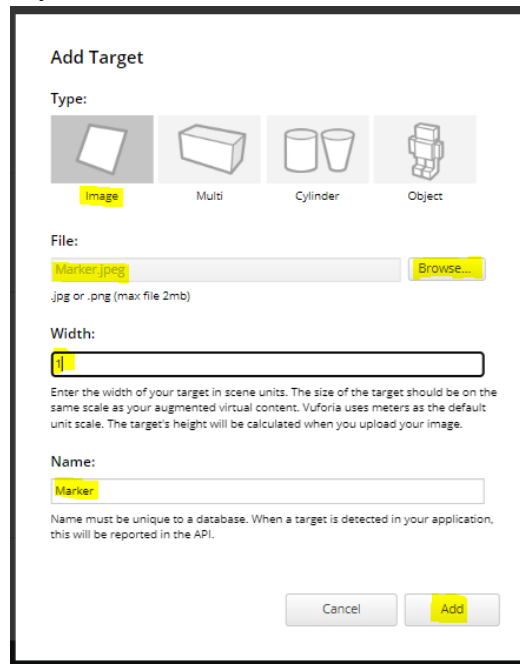 Add Target
Type:
Image Multi Cylinder Object
File:
Marker.jpeg Browse...
.jpg or .png (max file 2mb)
Width:
1
Enter the width of your target in scene units. The size of the target should be on the
same scale as your augmented virtual content. Vuforia uses meters as the default
unit scale. The target's height will be calculated when you upload your image.
Name:
Marker
Name must be unique to a database. When a target is detected in your application,
this will be reported in the API.
Cancel Add